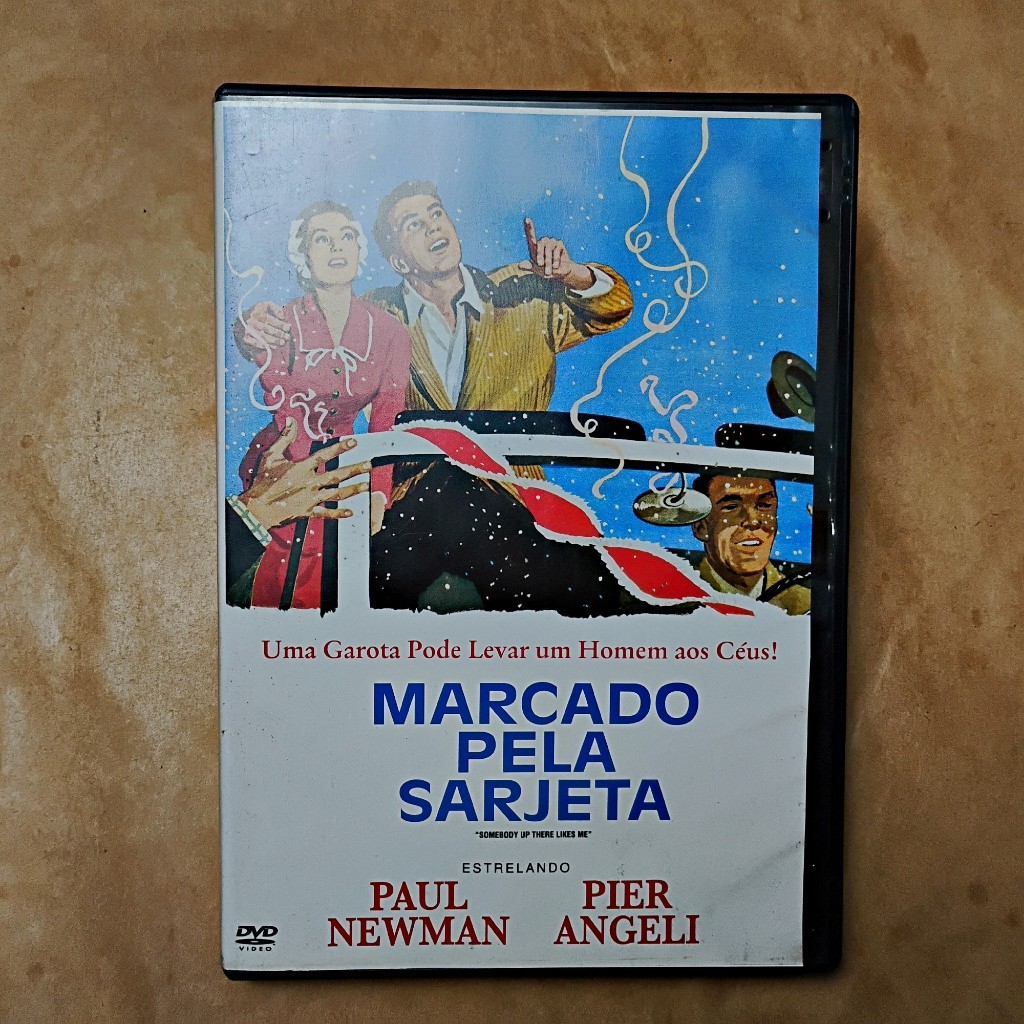 Uma Garota Pode Levar um Homem aos Céus!
MARCADO
PELA
SARJETA
"SOMEBODY UP THERE LIKES ME"
ESTRELANDO
PAUL
NEWMAN
PIER
ANGELI
DVD
VIDEO